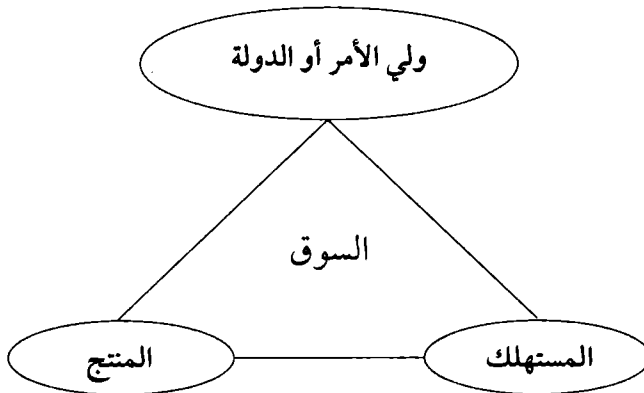 ولي الأمر أو الدولة
السوق
المستهلك
المنتج